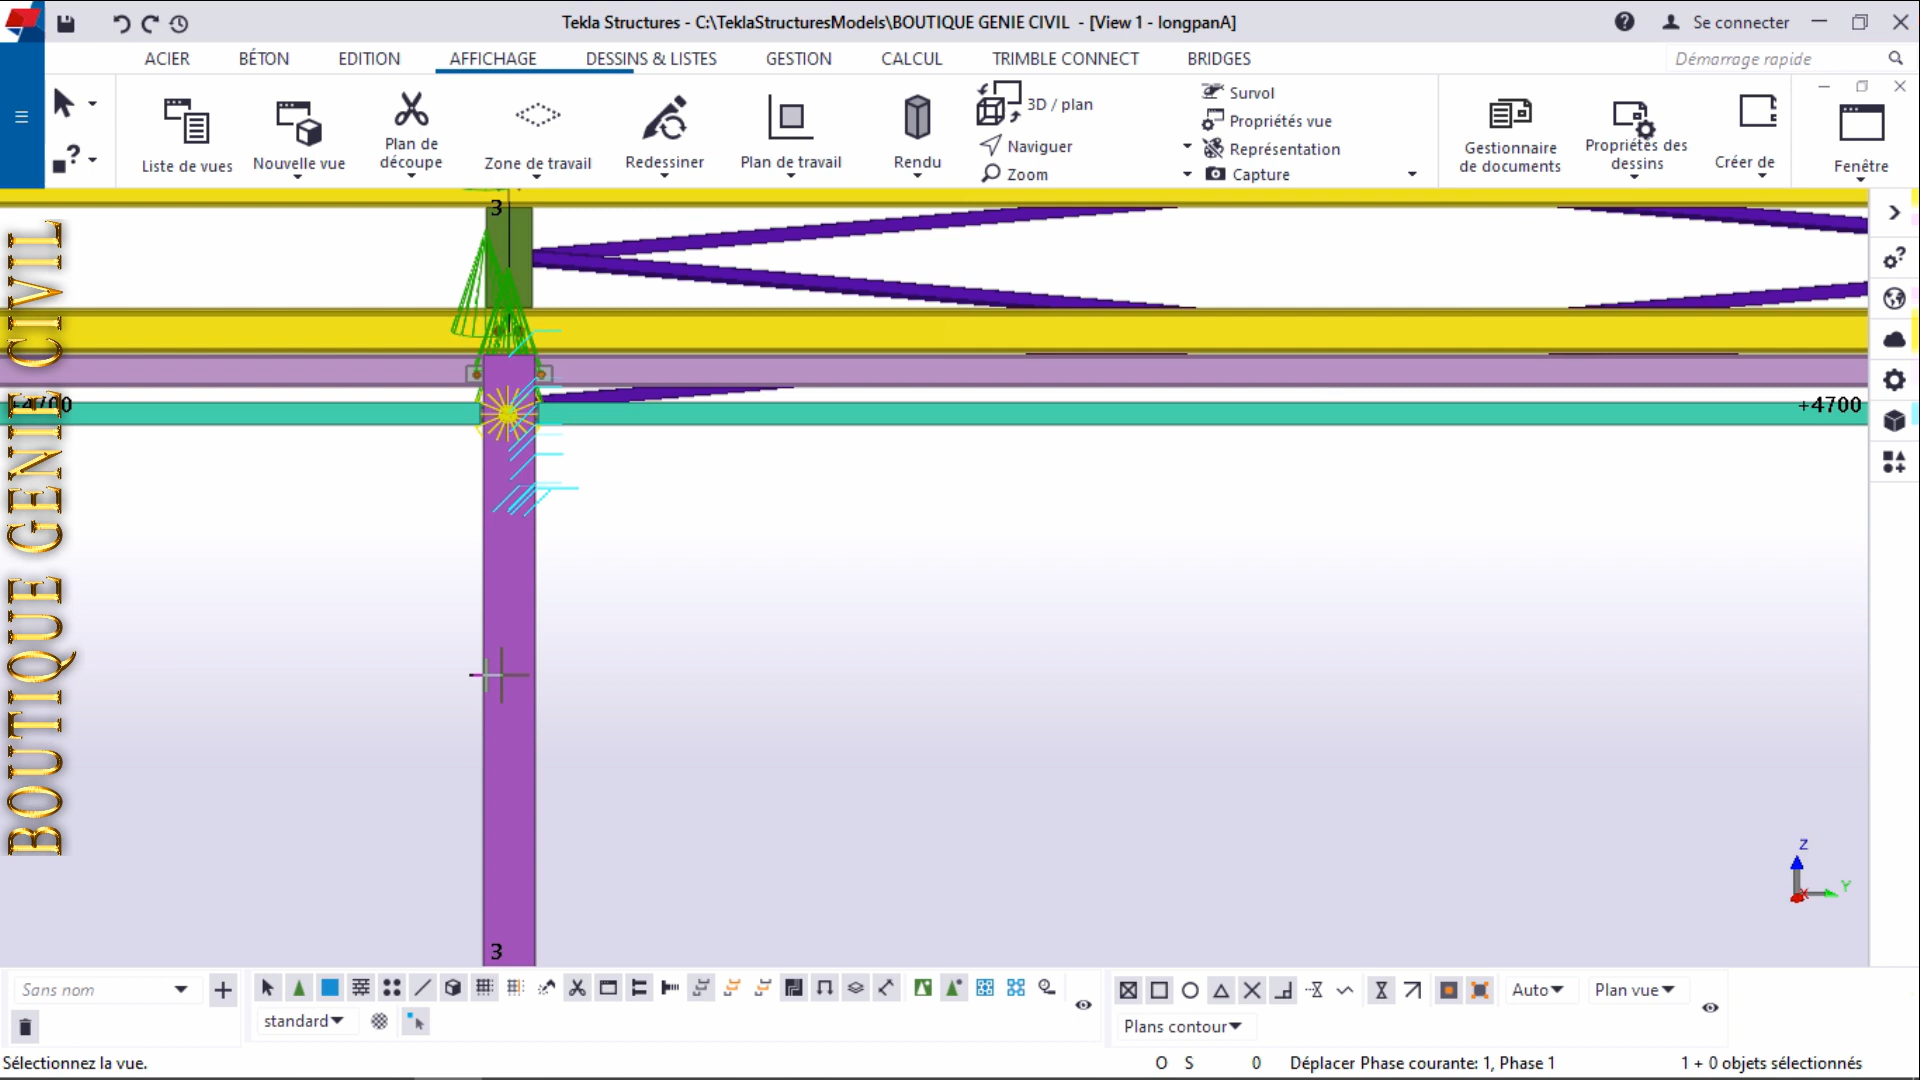 Tekla Structures - C:\TeklaStructuresModels\BOUTIQUE GENIE CIVIL - [View 1 - longpanA]
Se connecter
ACIER BÉTON EDITION AFFICHAGE DESSINS & LISTES GESTION CALCUL TRIMBLE CONNECT BRIDGES
Démarrage rapide
Liste de vues
Nouvelle vue
Plan de découpe
Zone de travail
Redessiner
Plan de travail
Rendu
3D / plan
Naviguer
Zoom
Survol
Propriétés vue
Représentation
Capture
Gestionnaire de documents
Propriétés des dessins
Créer de
Fenêtre
3
+4700
+4700
3
BOUTIQUE GENIE CIVIL
Z
Y
Sans nom
standard
Auto
Plan vue
Plans contour
Sélectionnez la vue.
O S 0 Déplacer Phase courante: 1, Phase 1 1 + 0 objets sélectionnés